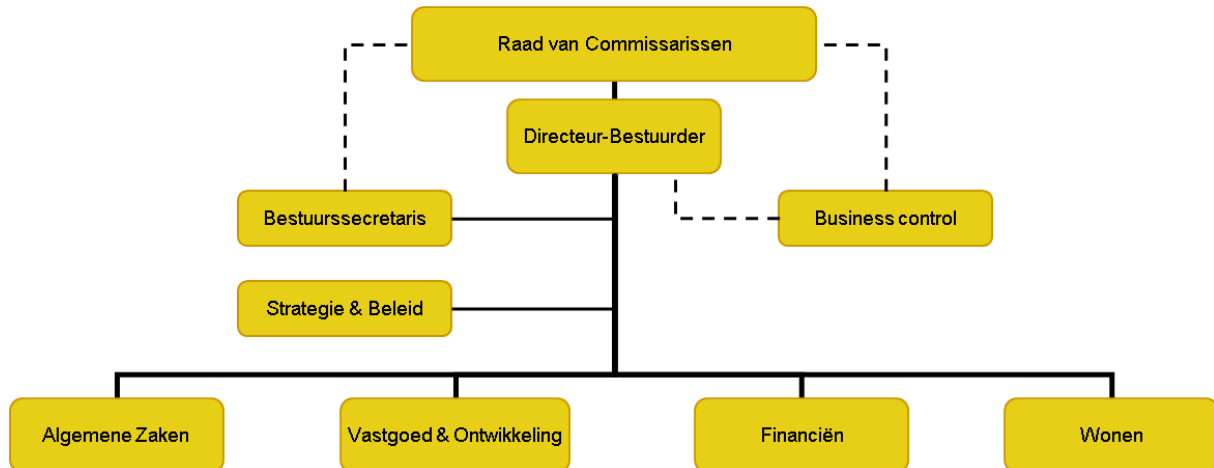 Raad van Commissarissen
Directeur-Bestuurder
Bestuurssecretaris
Business control
Strategie & Beleid
Algemene Zaken
Vastgoed & Ontwikkeling
Financiën
Wonen